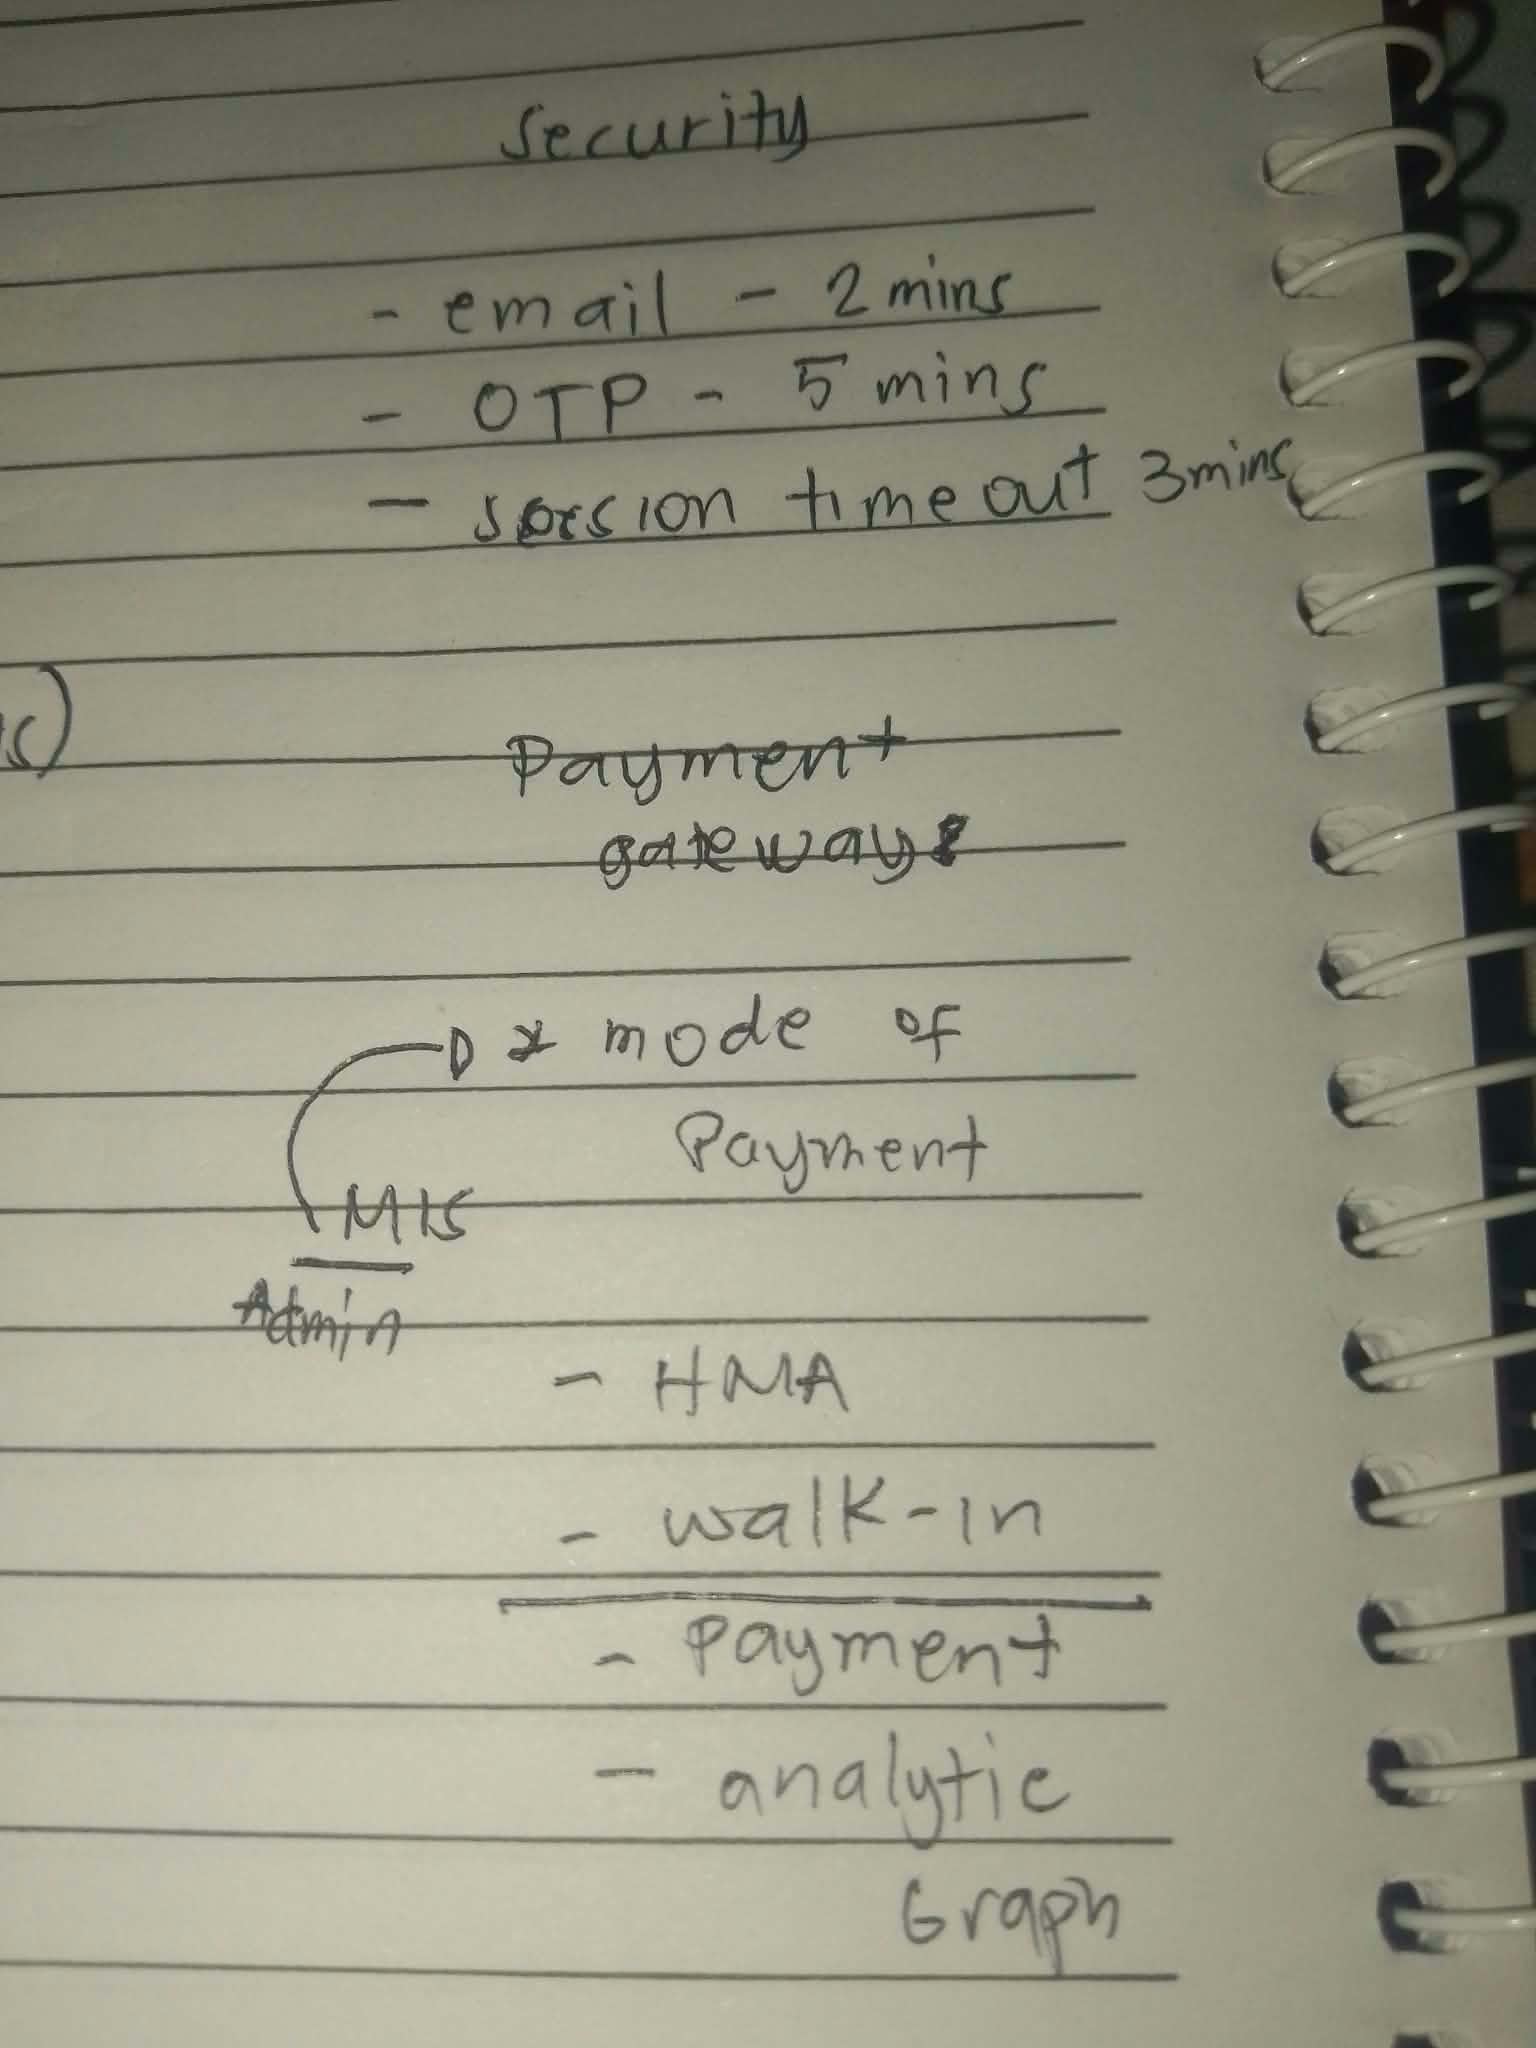 Security
- email - 2 mins
- OTP - 5 mins
- session time out 3mins
s)
Payment
gateway
* mode of
Payment
MIS
Admin
- HMA
- walk-in
- Payment
- analytic
Graph